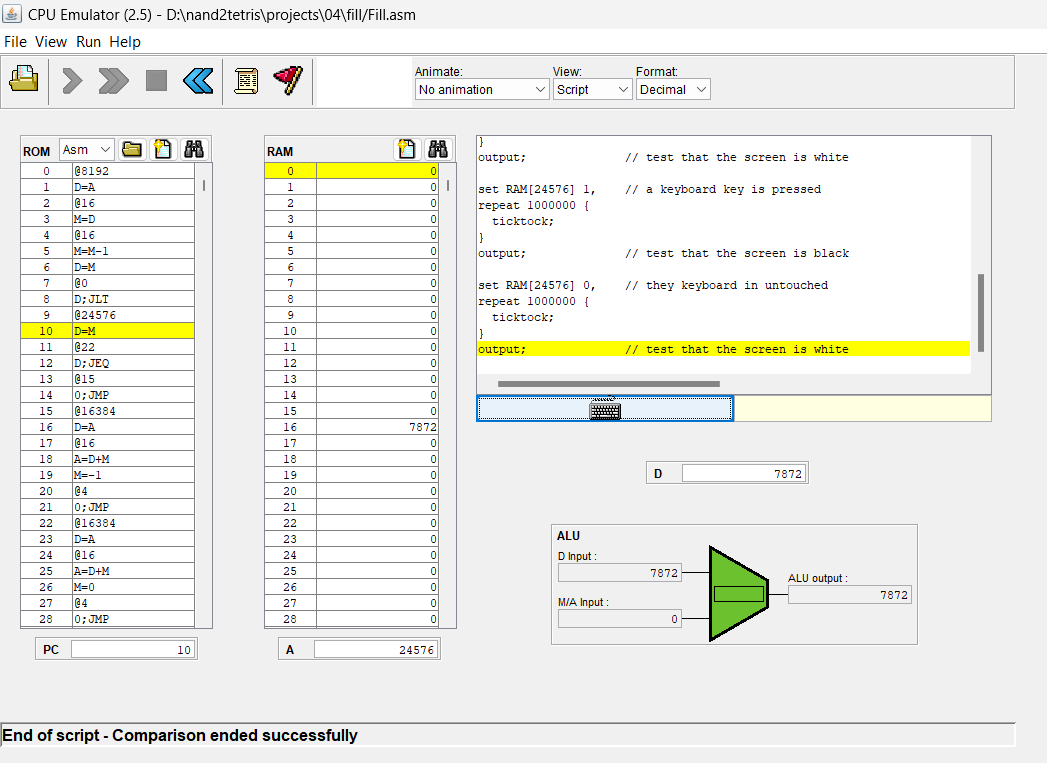 CPU Emulator (2.5) - D:\nand2tetris\projects\04\fill/Fill.asm
File View Run Help
Animate: View: Format:
No animation Script Decimal
ROM Asm
0 @8192
1 D=A
2 @16
3 M=D
4 @16
5 M=M-1
6 D=M
7 @0
8 D;JLT
9 @24576
10 D=M
11 @22
12 D;JEQ
13 @15
14 0;JMP
15 @16384
16 D=A
17 @16
18 A=D+M
19 M=-1
20 @4
21 0;JMP
22 @16384
23 D=A
24 @16
25 A=D+M
26 M=0
27 @4
28 0;JMP
PC 10
RAM
0 0
1 0
2 0
3 0
4 0
5 0
6 0
7 0
8 0
9 0
10 0
11 0
12 0
13 0
14 0
15 0
16 7872
17 0
18 0
19 0
20 0
21 0
22 0
23 0
24 0
25 0
26 0
27 0
28 0
A 24576
}
output; // test that the screen is white
set RAM[24576] 1, // a keyboard key is pressed
repeat 1000000 {
ticktock;
}
output; // test that the screen is black
set RAM[24576] 0, // they keyboard in untouched
repeat 1000000 {
ticktock;
}
output; // test that the screen is white
D 7872
ALU
D Input :
7872
M/A Input :
0
ALU output :
7872
End of script - Comparison ended successfully